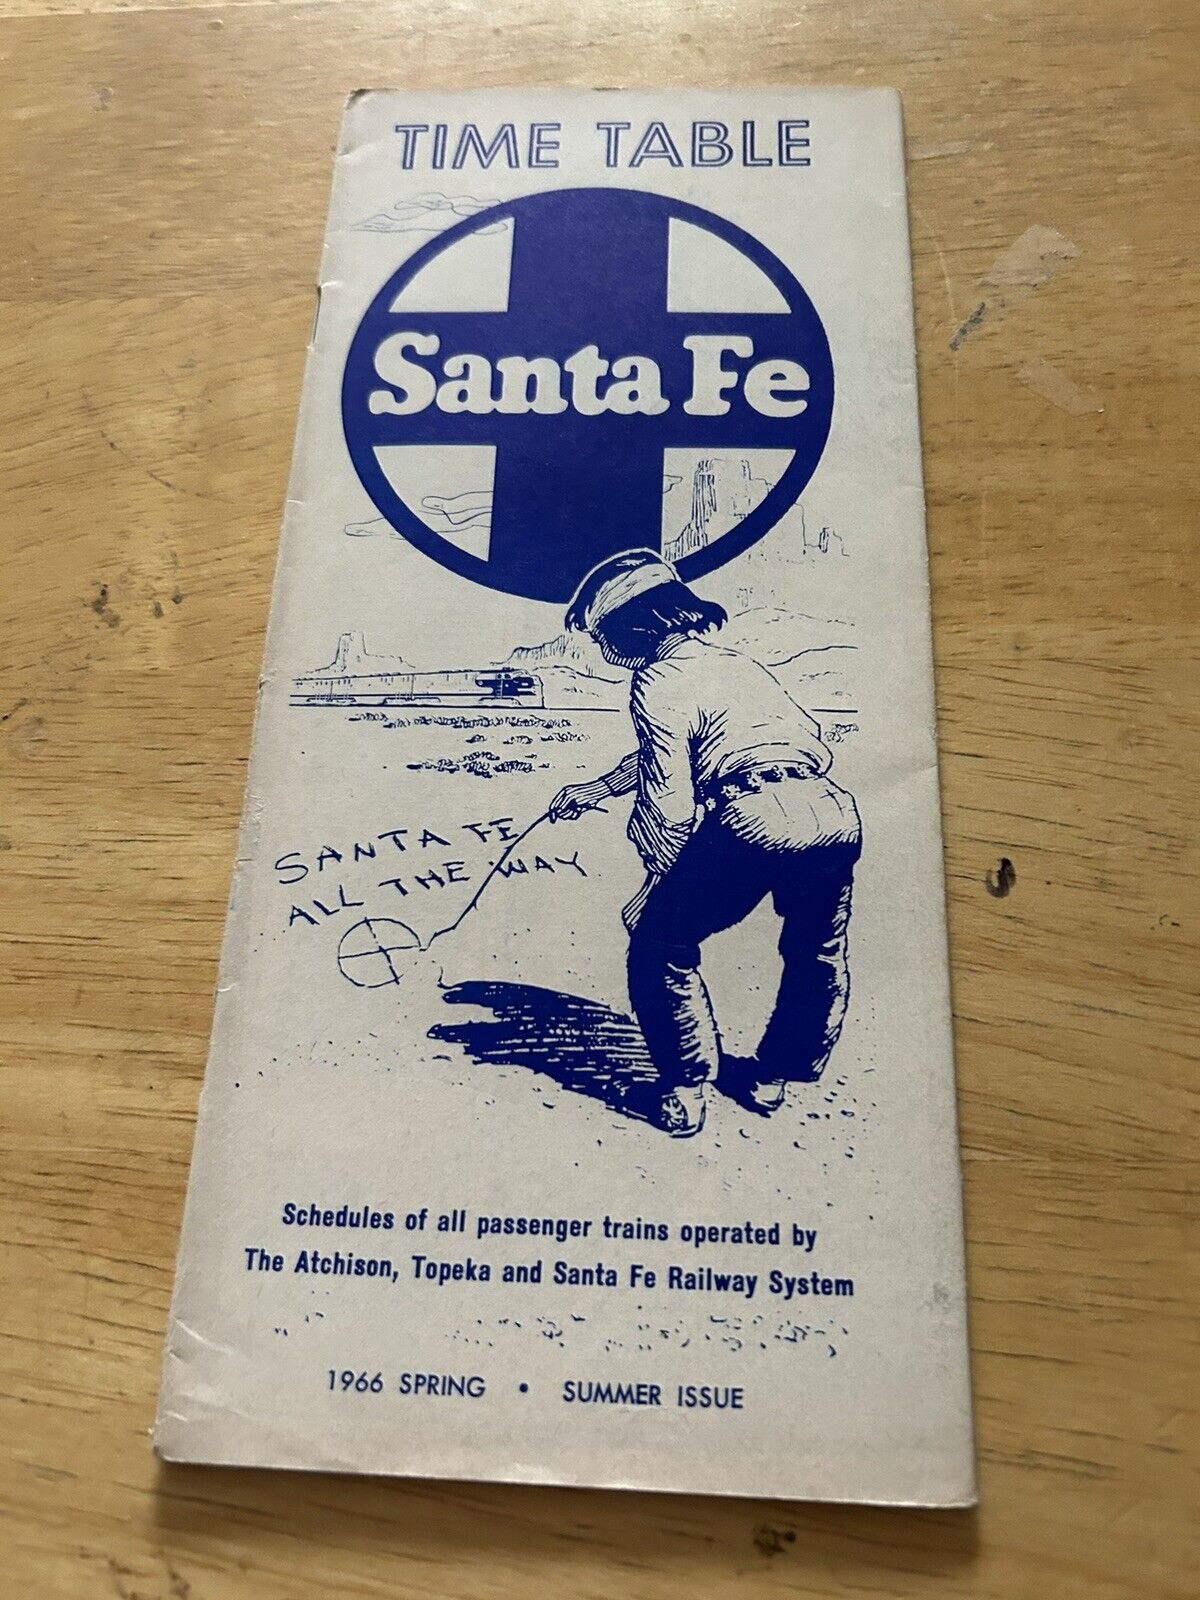 TIME TABLE
Santa Fe
SANTA FE
ALL THE WAY
Schedules of all passenger trains operated by
The Atchison, Topeka and Santa Fe Railway System
1966 SPRING • SUMMER ISSUE